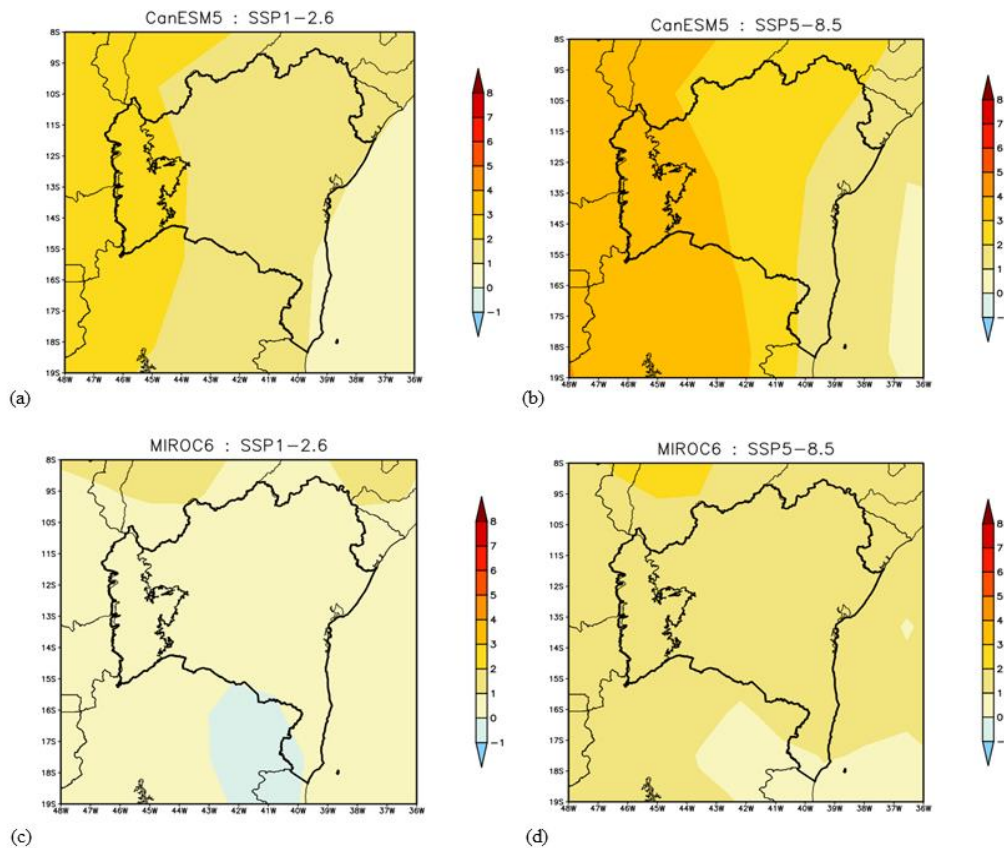 CanESM5 : SSP1−2.6
8S
9S
10S
11S
12S
13S
14S
15S
16S
17S
18S
19S
48W 47W 46W 45W 44W 43W 42W 41W 40W 39W 38W 37W 36W
8
7
6
5
4
3
2
1
0
−1
(a)
CanESM5 : SSP5−8.5
8S
9S
10S
11S
12S
13S
14S
15S
16S
17S
18S
19S
48W 47W 46W 45W 44W 43W 42W 41W 40W 39W 38W 37W 36W
8
7
6
5
4
3
2
1
0
−
(b)
MIROC6 : SSP1−2.6
8S
9S
10S
11S
12S
13S
14S
15S
16S
17S
18S
19S
48W 47W 46W 45W 44W 43W 42W 41W 40W 39W 38W 37W 36W
8
7
6
5
4
3
2
1
0
−1
(c)
MIROC6 : SSP5−8.5
8S
9S
10S
11S
12S
13S
14S
15S
16S
17S
18S
19S
48W 47W 46W 45W 44W 43W 42W 41W 40W 39W 38W 37W 36W
8
7
6
5
4
3
2
1
0
−
(d)